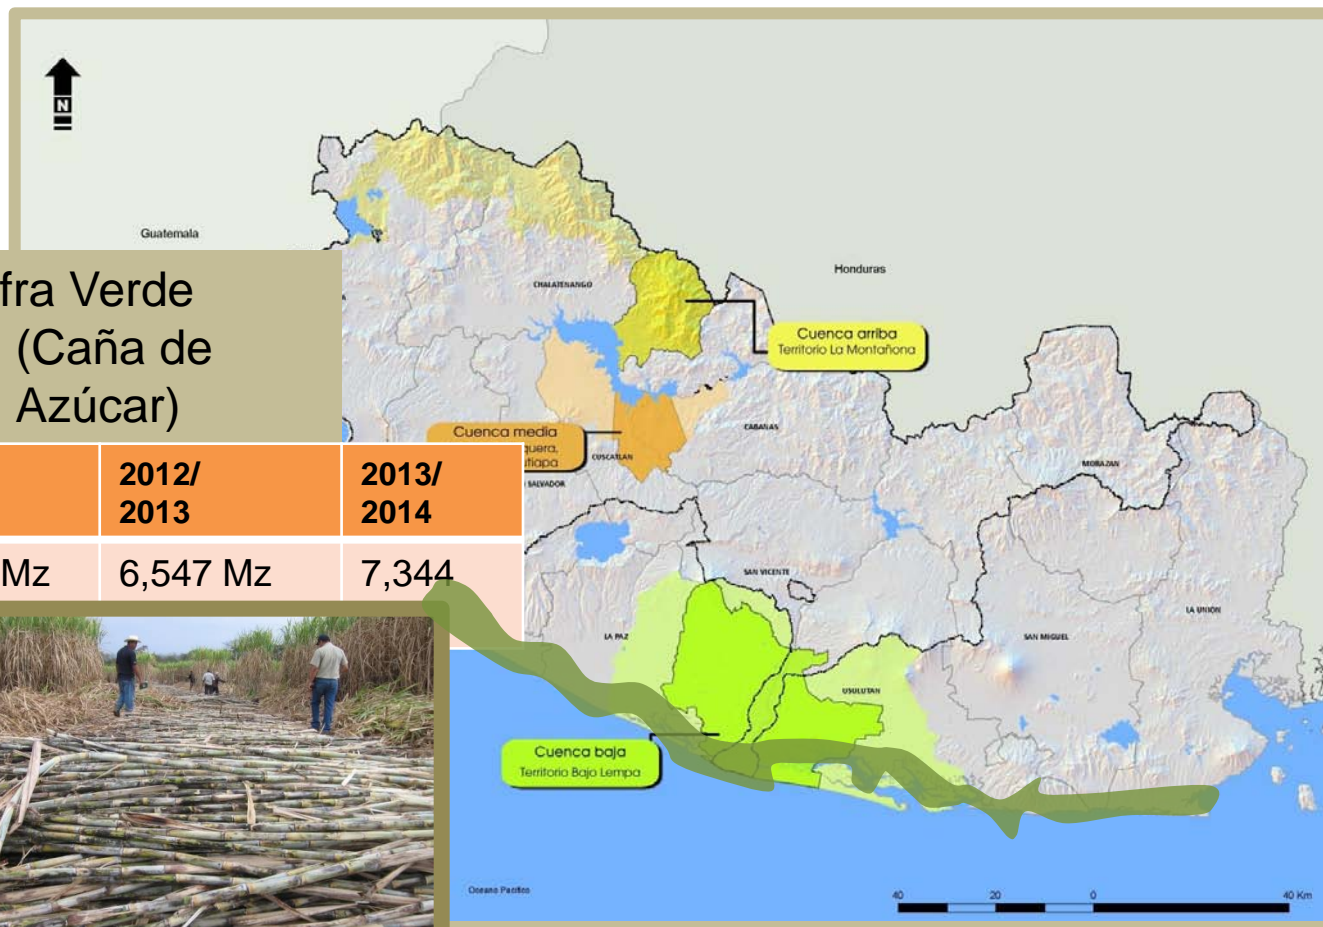 N
Guatemala
Honduras
fra Verde
(Caña de
Azúcar)
CHALATENANGO
Cuenca arriba
Territorio La Montañona
Cuenca media
quera,
tiapa
CUSCATLAN
CABAÑAS
MORAZAN
SALVADOR
2012/
2013
2013/
2014
Mz
6,547 Mz
7,344
SAN VICENTE
LA PAZ
SAN MIGUEL
LA UNION
USULUTAN
Cuenca baja
Territorio Bajo Lempa
Oceano Pacifico
40 20 0 40 Km